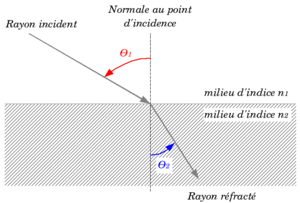 Normale au point
d'incidence
Rayon incident
Θ1
milieu d'indice n1
milieu d'indice n2
Θ2
Rayon réfracté